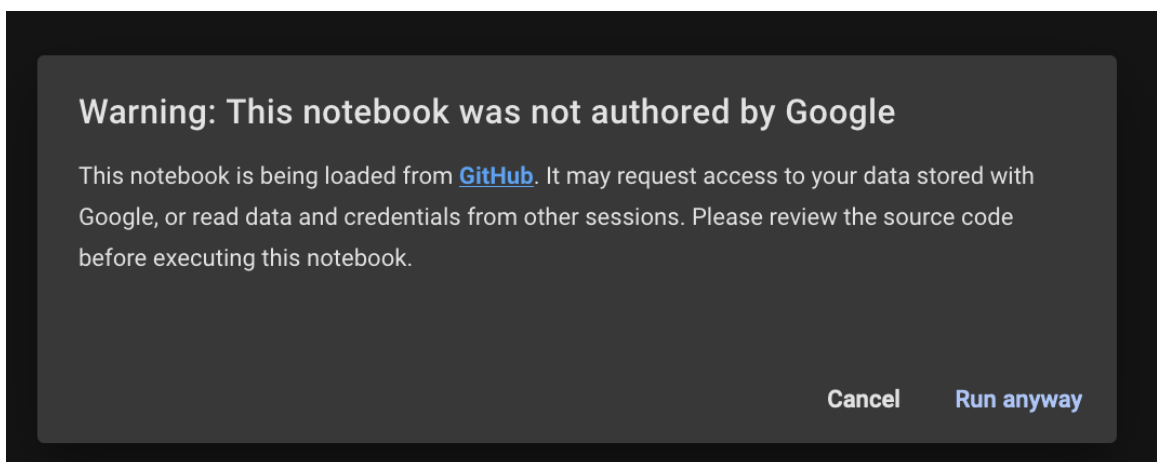 Warning: This notebook was not authored by Google
This notebook is being loaded from GitHub. It may request access to your data stored with
Google, or read data and credentials from other sessions. Please review the source code
before executing this notebook.
Cancel Run anyway